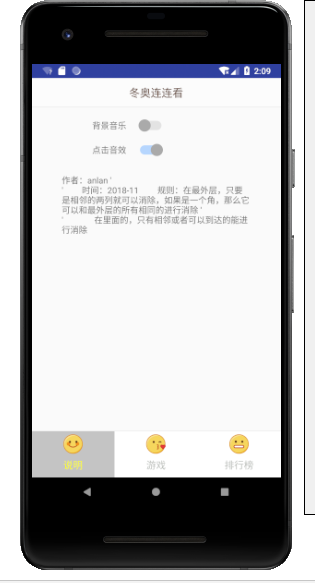 2:09
冬奥连连看
背景音乐
点击音效
作者：anlan '
'　　时间：2018-11　　规则：在最外层，只要
是相邻的两列就可以消除，如果是一个角，那么它
可以和最外层的所有相同的进行消除 '
'　　　在里面的，只有相邻或者可以到达的能进
行消除
说明
游戏
排行榜